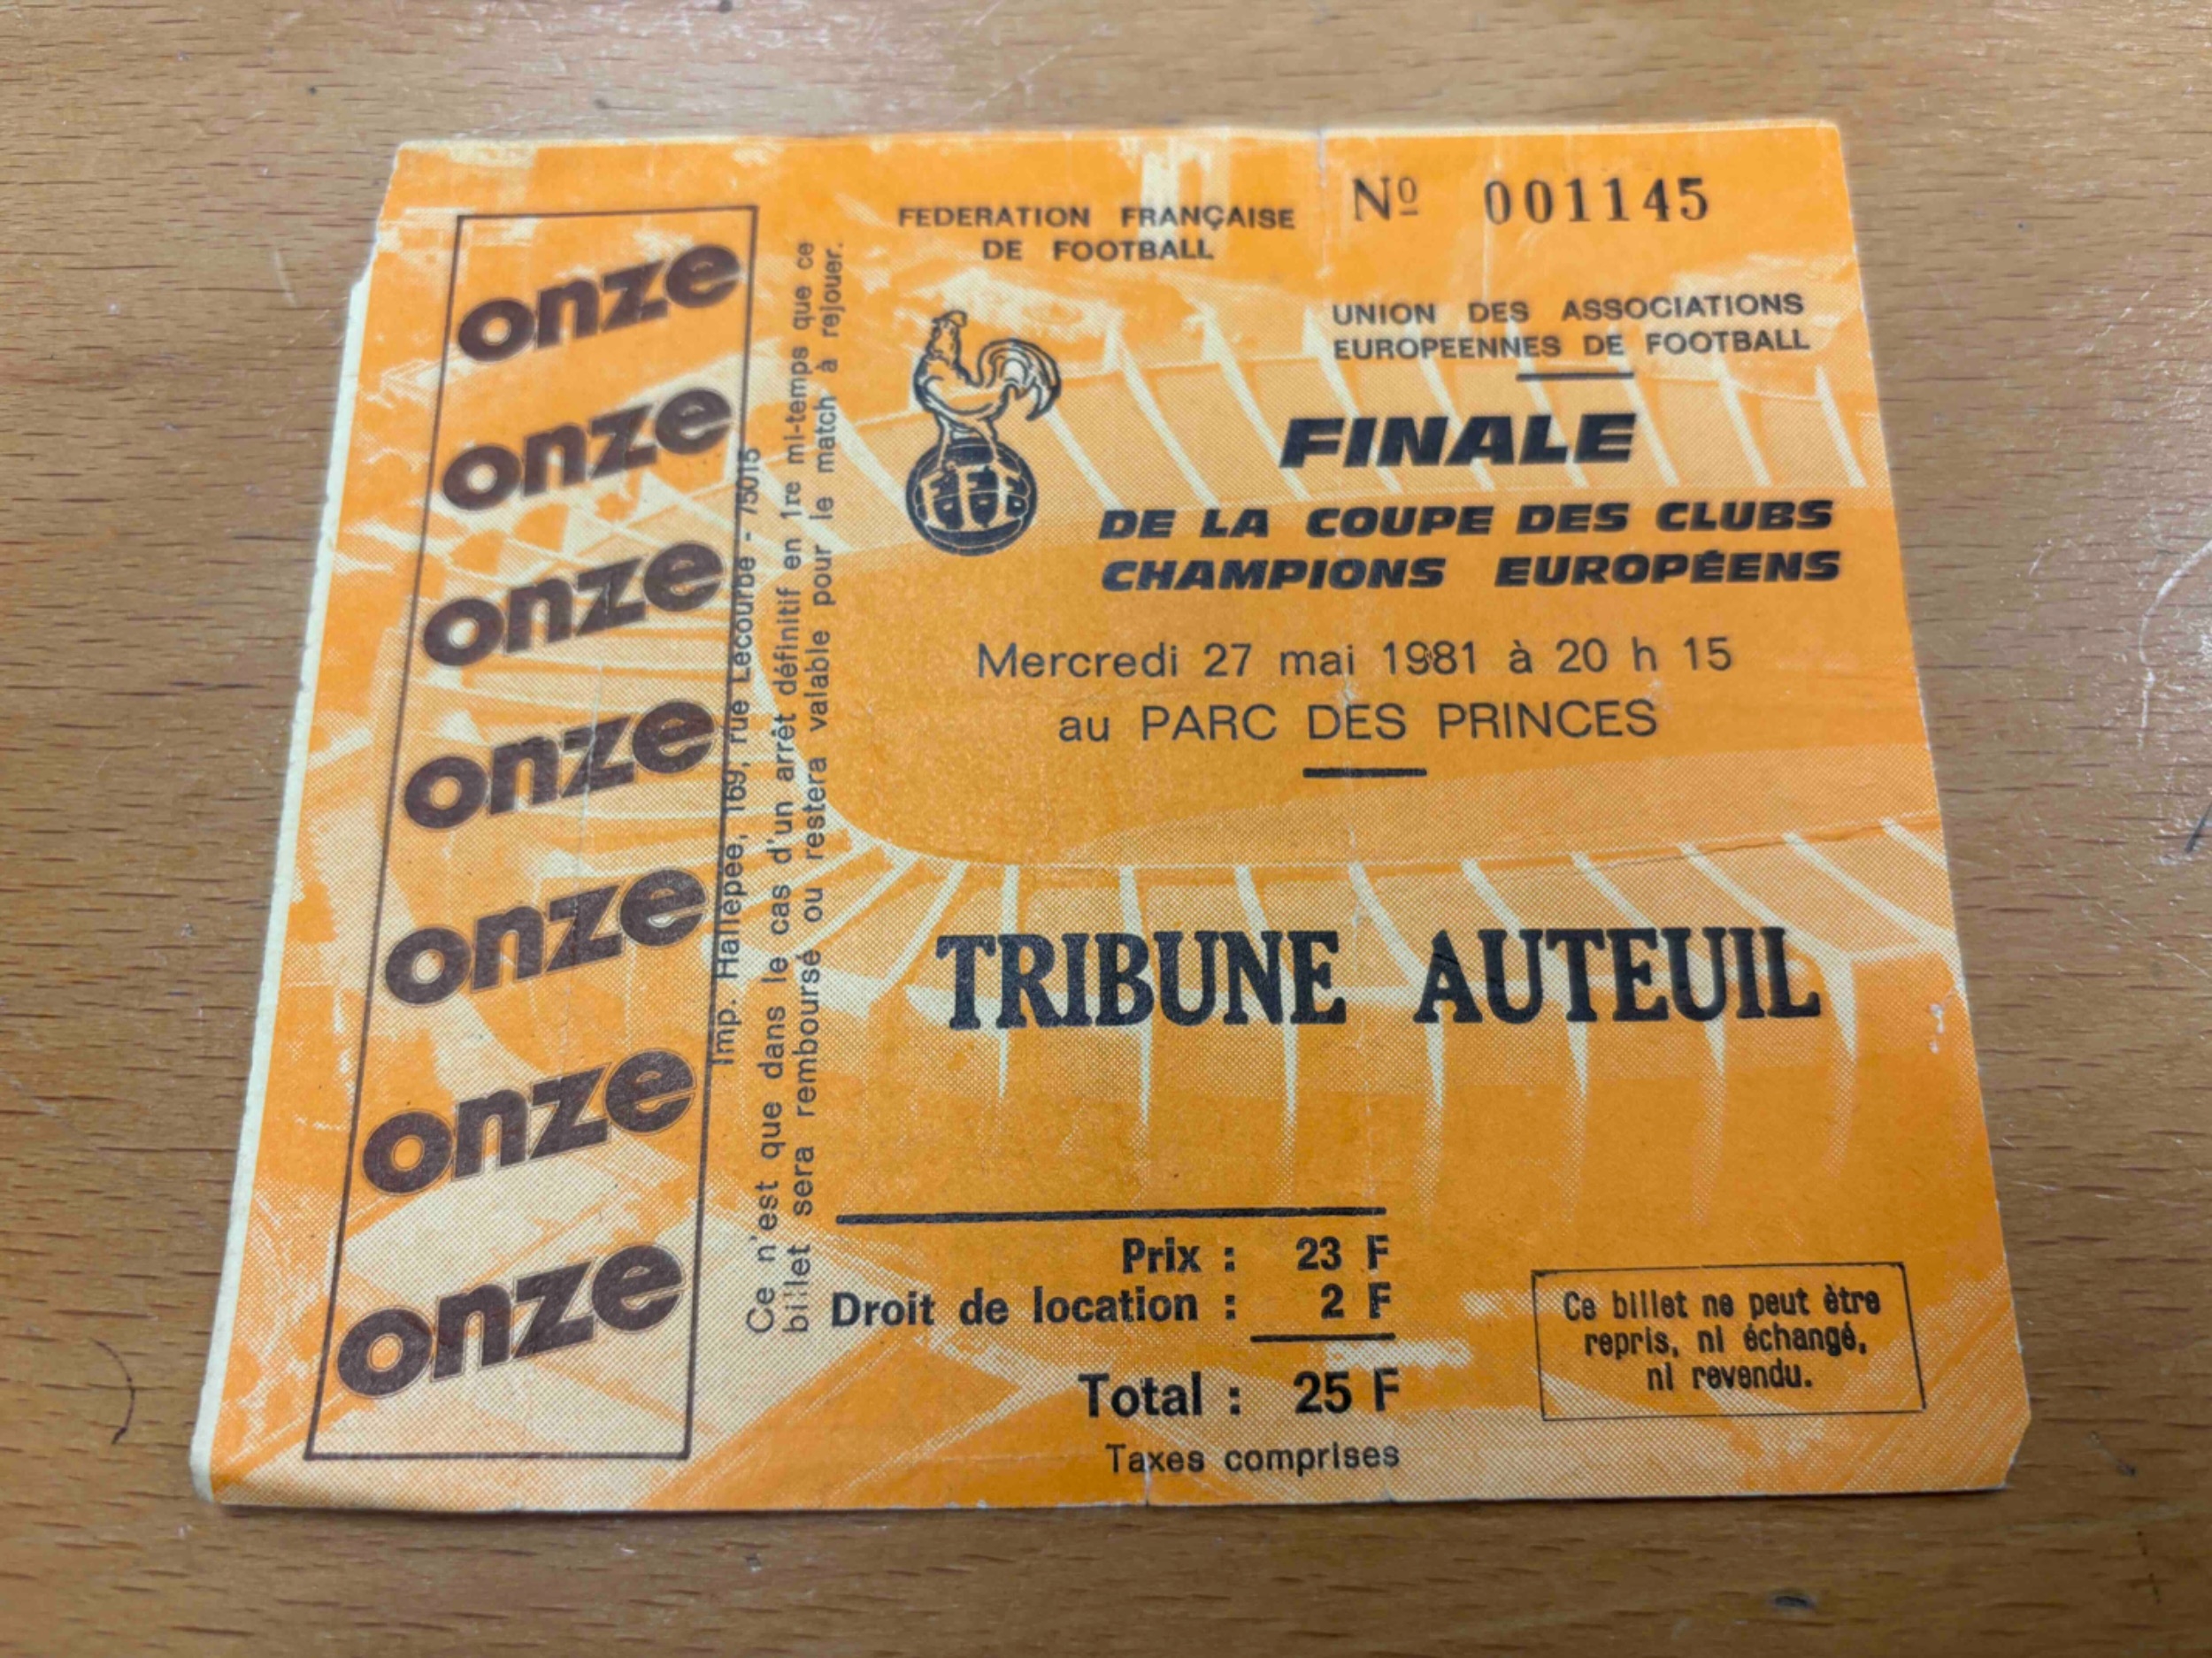 onze
onze
onze
onze
onze
onze
onze
Imp. Hallépée, 169, rue Lecourbe - 75015
Ce n'est que dans le cas d'un arrêt définitif en 1re mi-temps que ce
billet sera remboursé ou restera valable pour le match à rejouer.
FEDERATION FRANÇAISE
DE FOOTBALL
Nº 001145
UNION DES ASSOCIATIONS
EUROPEENNES DE FOOTBALL
FFF
FINALE
DE LA COUPE DES CLUBS
CHAMPIONS EUROPÉENS
Mercredi 27 mai 1981 à 20 h 15
au PARC DES PRINCES
TRIBUNE AUTEUIL
Prix : 23 F
Droit de location : 2 F
Total : 25 F
Taxes comprises
Ce billet ne peut être
repris, ni échangé,
ni revendu.